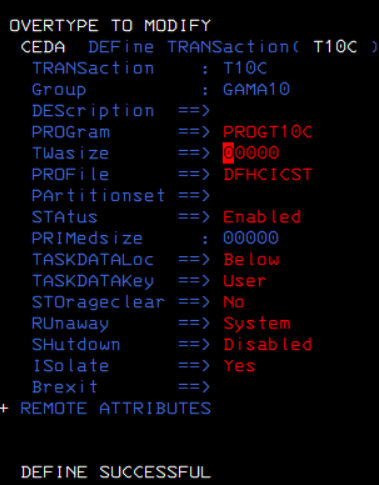 OVERTYPE TO MODIFY
CEDA DEFine TRANSaction( T10C )
TRANSaction : T10C
Group : GAMA10
DEScription ==>
PROGram ==> PROGT10C
TWasize ==> 00000
PROFile ==> DFHCICST
PArtitionset ==>
STAtus ==> Enabled
PRIMedsize : 00000
TASKDATALoc ==> Below
TASKDATAKey ==> User
STOrageclear ==> No
RUnaway ==> System
SHutdown ==> Disabled
ISolate ==> Yes
Brexit ==>
+ REMOTE ATTRIBUTES
DEFINE SUCCESSFUL